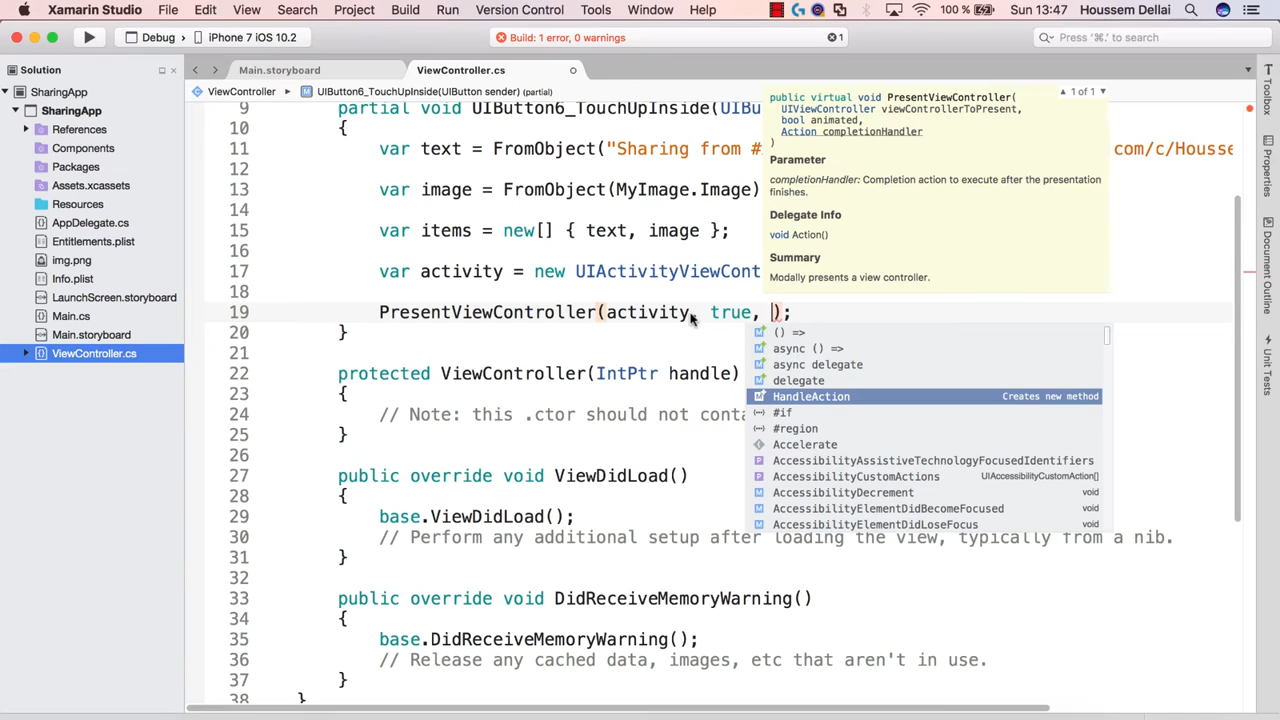 Xamarin Studio File Edit View Search Project Build Run Version Control Tools Window Help 100 % Sun 13:47 Houssem Dellai
Debug iPhone 7 iOS 10.2 Build: 1 error, 0 warnings 1 Press '⌘.' to search
Solution Main.storyboard ViewController.cs
ViewController UIButton6_TouchUpInside(UIButton sender) (partial)
SharingApp
SharingApp
References
Components
Packages
Assets.xcassets
Resources
AppDelegate.cs
Entitlements.plist
img.png
Info.plist
LaunchScreen.storyboard
Main.cs
Main.storyboard
ViewController.cs
9 partial void UIButton6_TouchUpInside(UIBu
10 {
11 var text = FromObject("Sharing from # com/c/Housse
12
13 var image = FromObject(MyImage.Image)
14
15 var items = new[] { text, image };
16
17 var activity = new UIActivityViewCont
18
19 PresentViewController(activity, true, );
20 }
21
22 protected ViewController(IntPtr handle)
23 {
24 // Note: this .ctor should not conta
25 }
26
27 public override void ViewDidLoad()
28 {
29 base.ViewDidLoad();
30 // Perform any additional setup after loading the view, typically from a nib.
31 }
32
33 public override void DidReceiveMemoryWarning()
34 {
35 base.DidReceiveMemoryWarning();
36 // Release any cached data, images, etc that aren't in use.
37 }
38 }
public virtual void PresentViewController( 1 of 1
UIViewController viewControllerToPresent,
bool animated,
Action completionHandler
)
Parameter
completionHandler: Completion action to execute after the presentation
finishes.
Delegate Info
void Action()
Summary
Modally presents a view controller.
() =>
async () =>
async delegate
delegate
HandleAction Creates new method
#if
#region
Accelerate
AccessibilityAssistiveTechnologyFocusedIdentifiers
AccessibilityCustomActions UIAccessibilityCustomAction[]
AccessibilityDecrement void
AccessibilityElementDidBecomeFocused void
AccessibilityElementDidLoseFocus void
Toolbox
Properties
Document Outline
Unit Tests